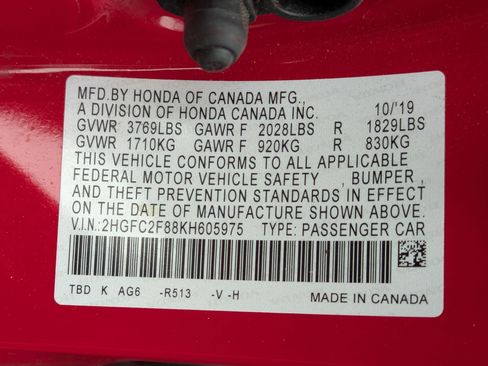 MFD.BY HONDA OF CANADA MFG.,
A DIVISION OF HONDA CANADA INC. 10/'19
GVWR 3769LBS GAWR F 2028LBS R 1829LBS
GVWR 1710KG GAWR F 920KG R 830KG
THIS VEHICLE CONFORMS TO ALL APPLICABLE
FEDERAL MOTOR VEHICLE SAFETY , BUMPER ,
AND THEFT PREVENTION STANDARDS IN EFFECT
ON THE DATE OF MANUFACTURE SHOWN ABOVE.
V.I.N.: 2HGFC2F88KH605975 TYPE: PASSENGER CAR
TBD K AG6 -R513 -V -H MADE IN CANADA